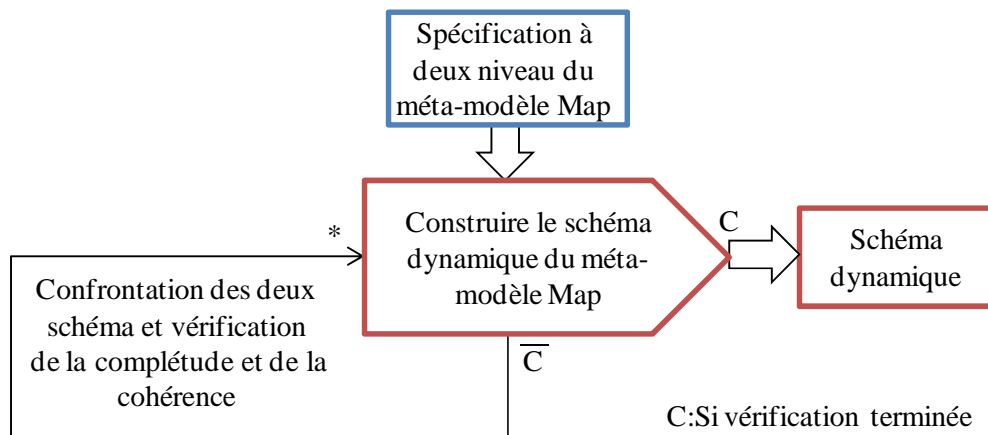 Spécification à
deux niveau du
méta-modèle Map
Construire le schéma
dynamique du méta-
modèle Map
C
Schéma
dynamique
*
Confrontation des deux
schéma et vérification
de la complétude et de la
cohérence
C̅
C:Si vérification terminée